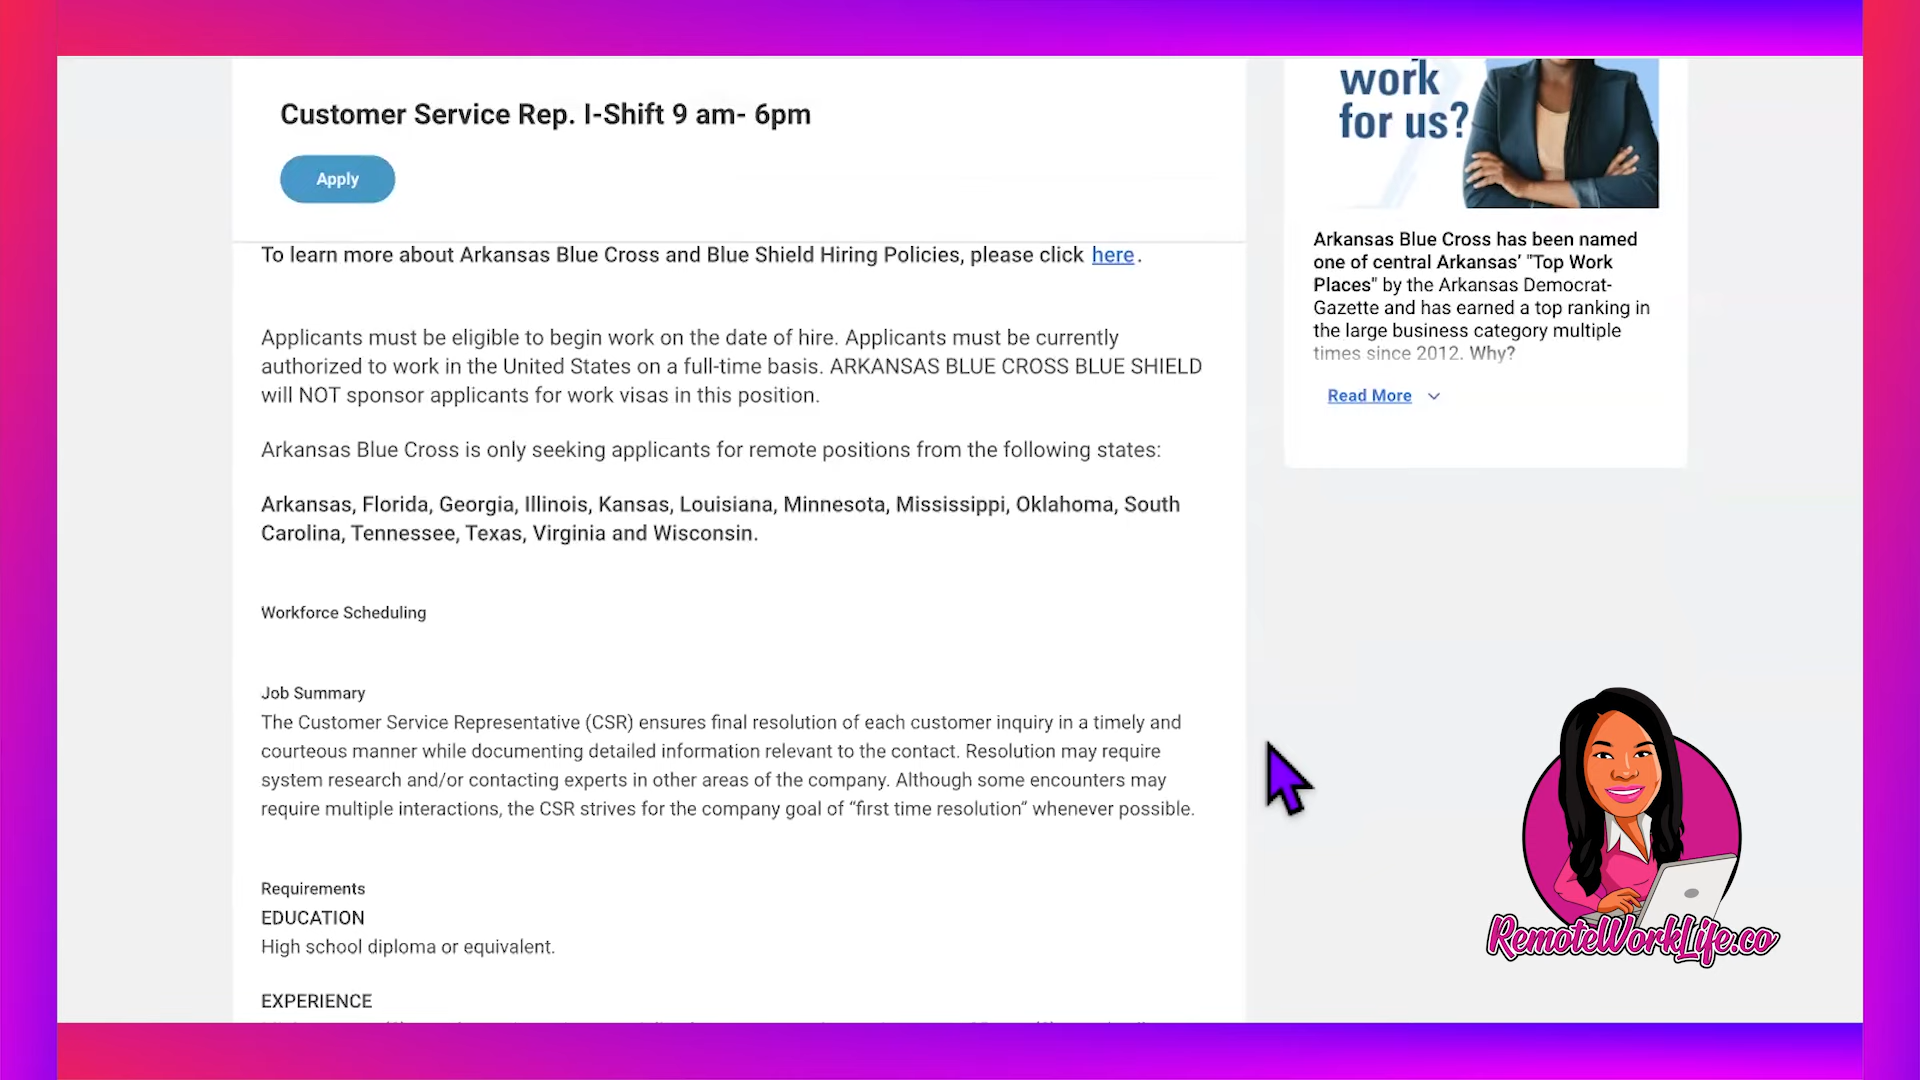 Customer Service Rep. I-Shift 9 am- 6pm
Apply
To learn more about Arkansas Blue Cross and Blue Shield Hiring Policies, please click here.
Applicants must be eligible to begin work on the date of hire. Applicants must be currently
authorized to work in the United States on a full-time basis. ARKANSAS BLUE CROSS BLUE SHIELD
will NOT sponsor applicants for work visas in this position.
Arkansas Blue Cross is only seeking applicants for remote positions from the following states:
Arkansas, Florida, Georgia, Illinois, Kansas, Louisiana, Minnesota, Mississippi, Oklahoma, South
Carolina, Tennessee, Texas, Virginia and Wisconsin.
Workforce Scheduling
Job Summary
The Customer Service Representative (CSR) ensures final resolution of each customer inquiry in a timely and
courteous manner while documenting detailed information relevant to the contact. Resolution may require
system research and/or contacting experts in other areas of the company. Although some encounters may
require multiple interactions, the CSR strives for the company goal of “first time resolution“ whenever possible.
Requirements
EDUCATION
High school diploma or equivalent.
EXPERIENCE
work
for us?
Arkansas Blue Cross has been named
one of central Arkansas’ "Top Work
Places" by the Arkansas Democrat-
Gazette and has earned a top ranking in
the large business category multiple
times since 2012. Why?
Read More
RemoteWorkLife.co